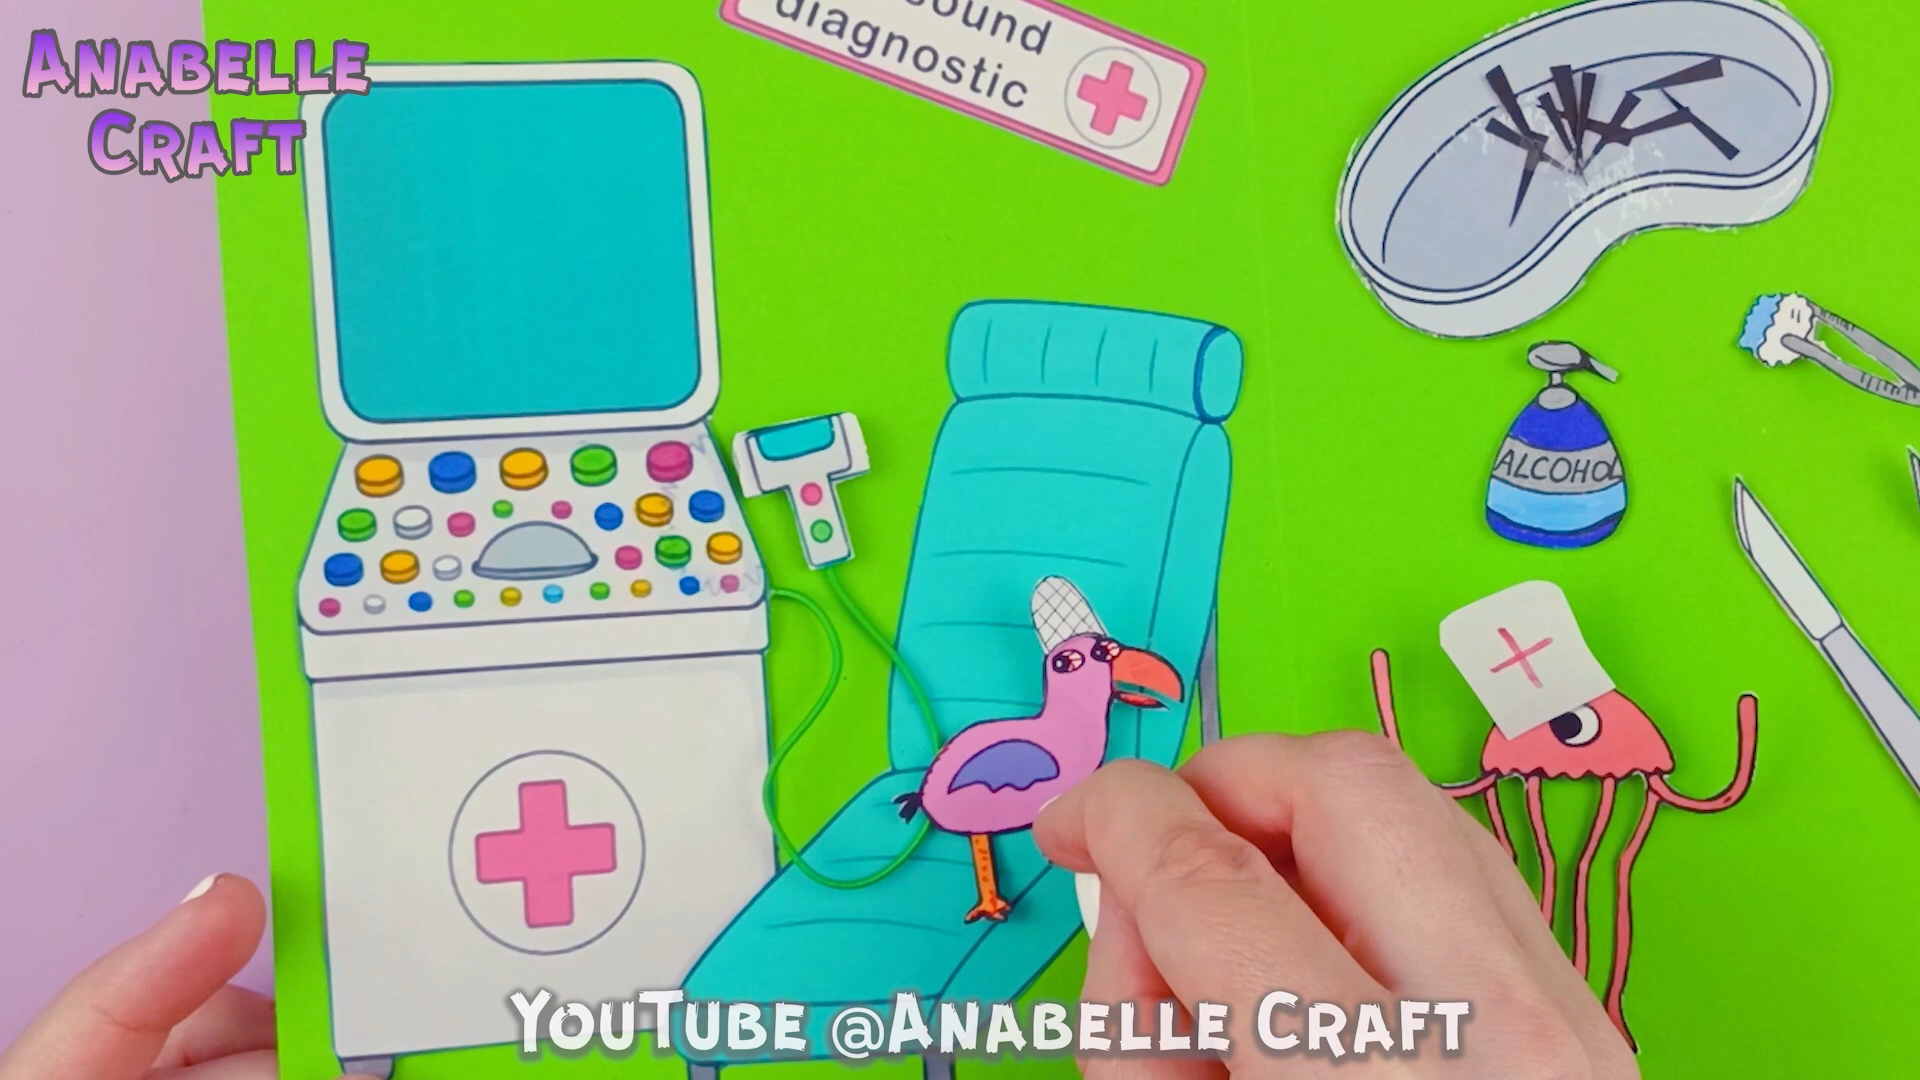 ANABELLE
CRAFT
diagnostic
ALCOHOL
YOUTUBE @ANABELLE CRAFT